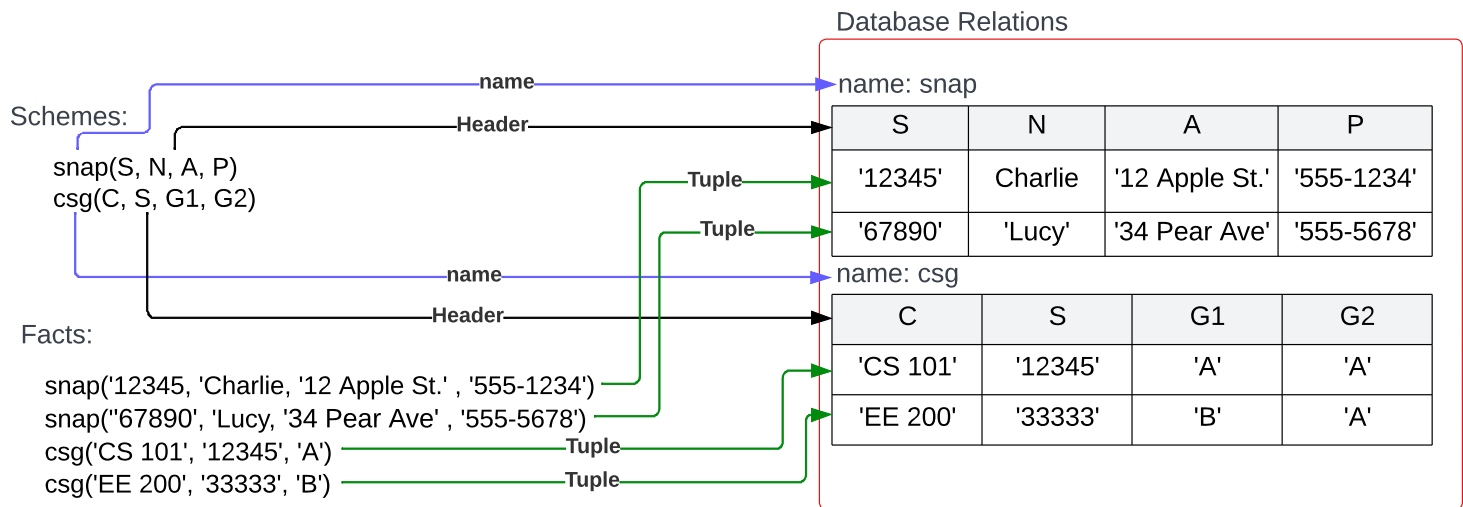 Database Relations
name
name: snap
Schemes:
Header
S N A P
snap(S, N, A, P)
Tuple
'12345' Charlie '12 Apple St.' '555-1234'
csg(C, S, G1, G2)
Tuple
'67890' 'Lucy' '34 Pear Ave' '555-5678'
name
name: csg
Header
C S G1 G2
Facts:
'CS 101' '12345' 'A' 'A'
snap('12345, 'Charlie, '12 Apple St.' , '555-1234')
snap("67890', 'Lucy, '34 Pear Ave' , '555-5678')
'EE 200' '33333' 'B' 'A'
csg('CS 101', '12345', 'A')
Tuple
csg('EE 200', '33333', 'B')
Tuple